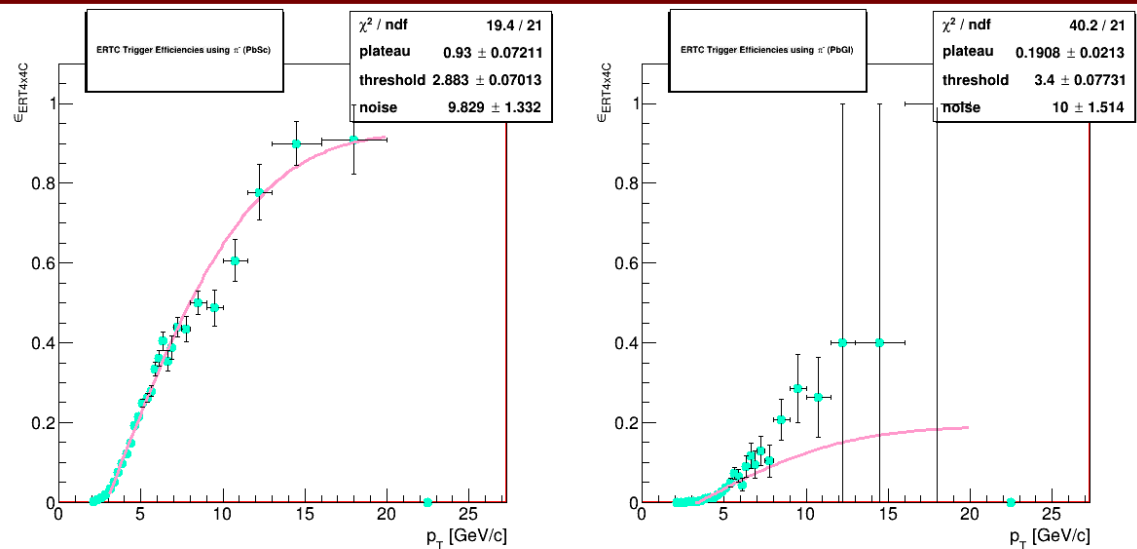 ERTC Trigger Efficiencies using π⁻ (PbSc)
χ² / ndf 19.4 / 21
plateau 0.93 ± 0.07211
threshold 2.883 ± 0.07013
noise 9.829 ± 1.332
ϵERT4x4C
1
0.8
0.6
0.4
0.2
0
0 5 10 15 20 25
pT [GeV/c]
ERTC Trigger Efficiencies using π⁻ (PbGl)
χ² / ndf 40.2 / 21
plateau 0.1908 ± 0.0213
threshold 3.4 ± 0.07731
noise 10 ± 1.514
ϵERT4x4C
1
0.8
0.6
0.4
0.2
0
0 5 10 15 20 25
pT [GeV/c]